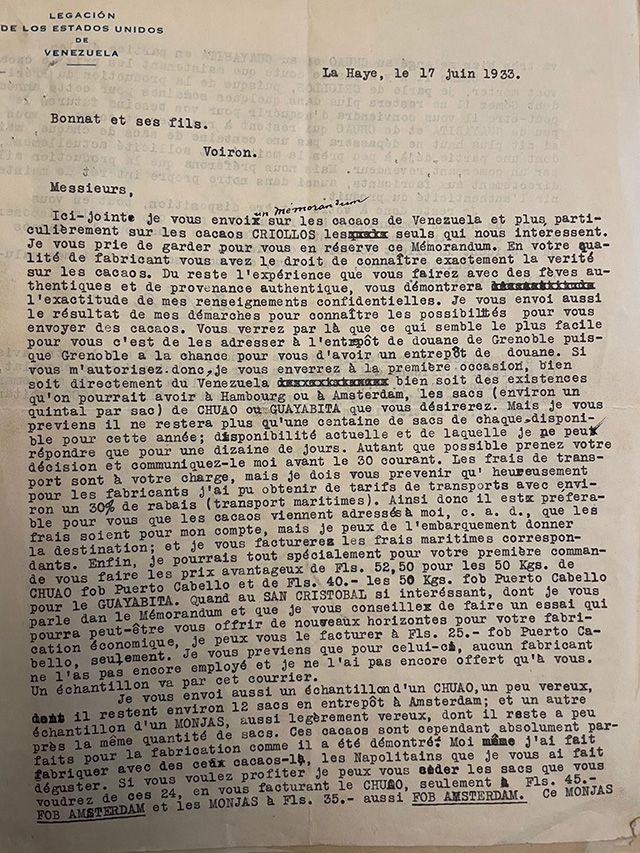 LEGACIÓN
DE LOS ESTADOS UNIDOS
DE
VENEZUELA
La Haye, le 17 juin 1933.
Bonnat et ses fils.
Voiron.
Messieurs,
un mémorandum
Ici-jointe je vous envoix sur les cacaos de Venezuela et plus parti-
culièrement sur les cacaos CRIOLLOS les seuls qui nous interessent.
Je vous prie de garder pour vous en réserve ce Mémorandum. En votre qua-
lité de fabricant vous avez le droit de connaître exactement la verité
sur les cacaos. Du reste l'expérience que vous fairez avec des fèves au-
thentiques et de provenance authentique, vous démontrera
l'exactitude de mes renseignements confidentielles. Je vous envoi aussi
le résultat de mes démarches pour connaître les possibilités pour vous
envoyer des cacaos. Vous verrez par là que ce qui semble le plus facile
pour vous c'est de les adresser à l'entrepôt de douane de Grenoble puis-
que Grenoble a la chance pour vous d'avoir un entrepôt de douane. Si
vous m'autorisez donc, je vous enverrez à la première occasion, bien
soit directement du Venezuela bien soit des existences
qu'on pourrait avoir à Hambourg ou à Amsterdam, les sacs (environ un
quintal par sac) de CHUAO ou GUAYABITA que vous désirerez. Mais je vous
previens il ne restera plus qu'une centaine de sacs de chaque disponi-
ble pour cette année; disponibilité actuelle et de laquelle je ne peux
répondre que pour une dizaine de jours. Autant que possible prenez votre
décision et communiquez-le moi avant le 30 courant. Les frais de trans-
port sont à votre charge, mais je dois vous prevenir qu' heureusement
pour les fabricants j'ai pu obtenir de tarifs de transports avec envi-
ron un 30% de rabais (transport maritimes). Ainsi donc il estx prefera-
ble pour vous que les cacaos viennent adressés à moi, c. a. d., que les
frais soient pour mon compte, mais je peux de l'embarquement donner
la destination; et je vous facturerez les frais maritimes correspon-
dants. Enfin, je pourrais tout spécialement pour votre première comman-
de vous faire les prix avantageux de Fls. 52,50 pour les 50 Kgs. de
CHUAO fob Puerto Cabello et de Fls. 40.- les 50 Kgs. fob Puerto Cabello
pour le GUAYABITA. Quand au SAN CRISTOBAL si interéssant, dont je vous
parle dan le Mémorandum et que je vous conseillex de faire un essai qui
pourra peut-être vous offrir de nouveaux horizontes pour votre fabri-
cation économique, je peux vous le facturer à Fls. 25.- fob Puerto Ca-
bello, seulement. Je vous previens que pour celui-ci, aucun fabricant
ne l'as pas encore employé et je ne l'ai pas encore offert qu'à vous.
Un échantillon va par cet courrier.
Je vous envoi aussi un échantillond'un CHUAO,un peu vereux,
dont il restent environ 12 sacs en entrepôt à Amsterdam; et un autre
échantillon d'un MONJAS, aussi legèrement vereux, dont il reste a peu
près la même quantité de sacs. Ces cacaos sont cependant absolument par-
faits pour la fabrication comme il a été démontré. Moi même j'ai fait
fabriquer avec des ceux cacaos-là, les Napolitains que je vous ai fait
déguster. Si vous voulez profiter je peux vous ceder les sacs que vous
voudrez de ces 24, en vous facturant le CHUAO, seulement à Fls. 45.-
FOB AMSTERDAM et les MONJAS à Fls. 35.- aussi FOB AMSTERDAM. Ce MONJAS